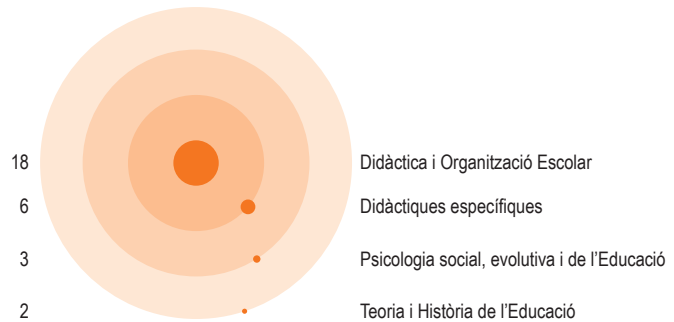 18 Didàctica i Organització Escolar
6 Didàctiques específiques
3 Psicologia social, evolutiva i de l’Educació
2 Teoria i Història de l’Educació